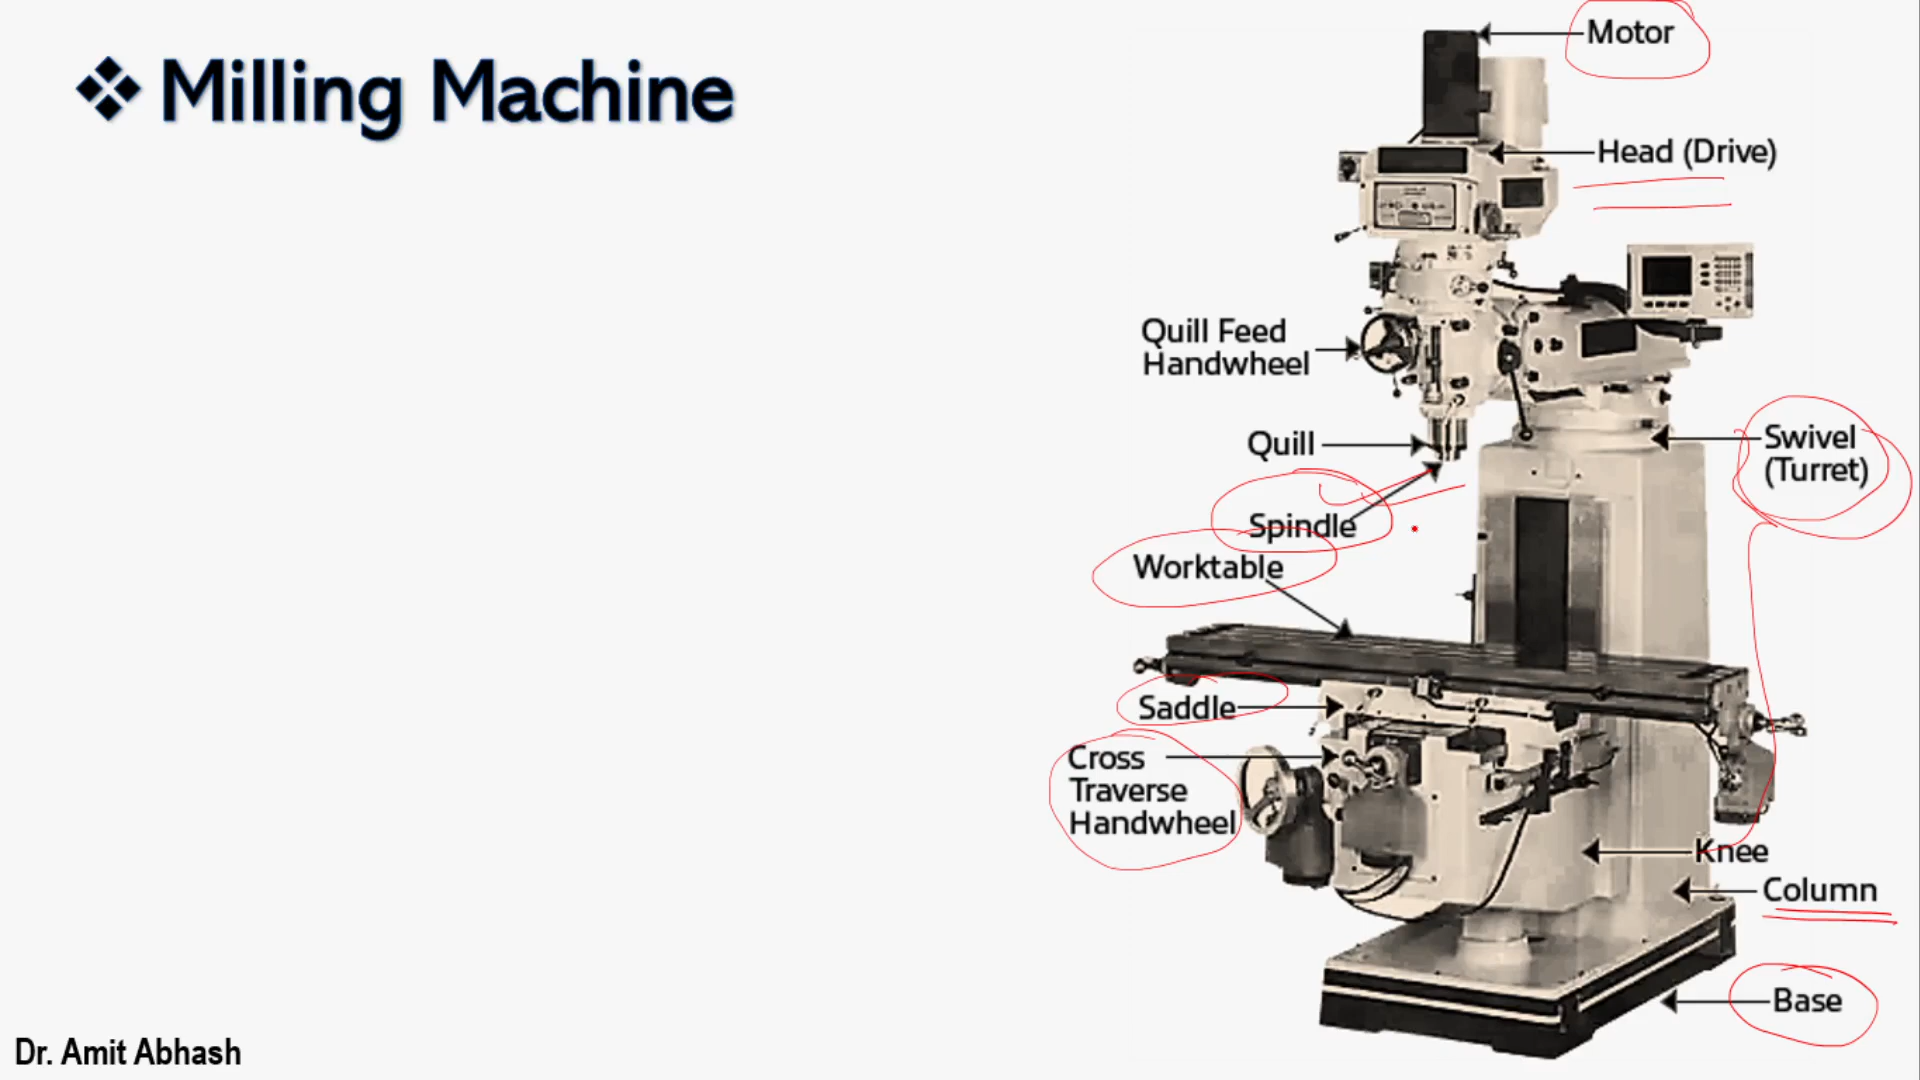 Milling Machine
Motor
Head (Drive)
Quill Feed
Handwheel
Quill
Swivel
(Turret)
Spindle
Worktable
Saddle
Cross
Traverse
Handwheel
Knee
Column
Base
Dr. Amit Abhash